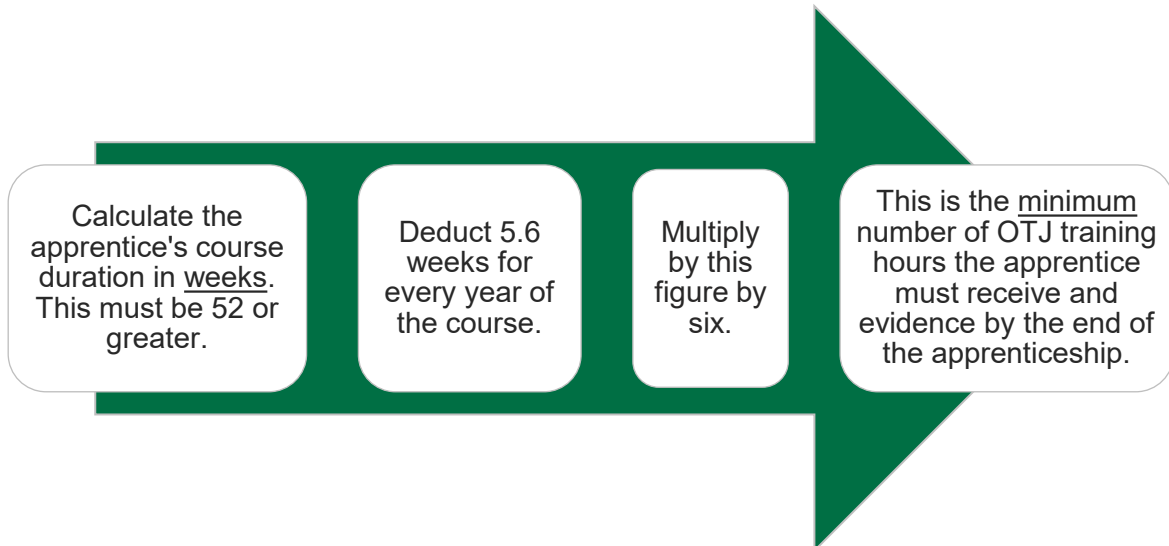 Calculate the
apprentice's course
duration in weeks.
This must be 52 or
greater.
Deduct 5.6
weeks for
every year of
the course.
Multiply
by this
figure by
six.
This is the minimum
number of OTJ training
hours the apprentice
must receive and
evidence by the end of
the apprenticeship.